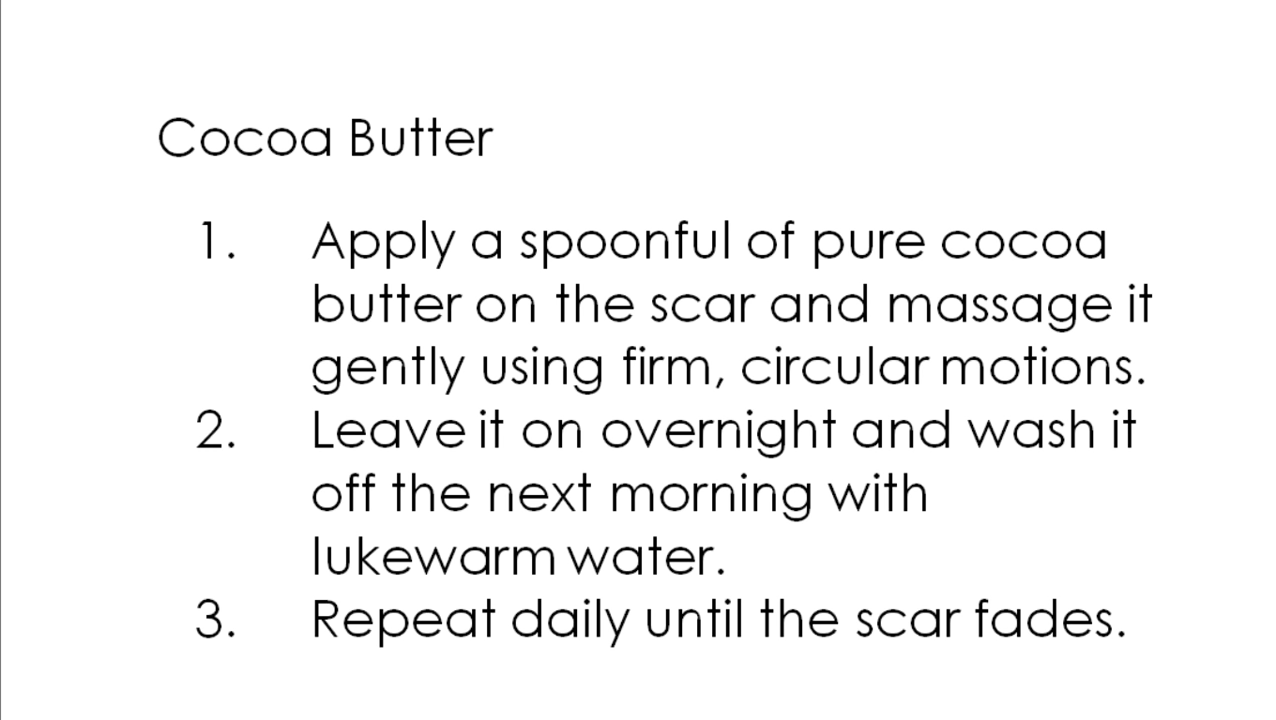 Cocoa Butter
1. Apply a spoonful of pure cocoa
butter on the scar and massage it
gently using firm, circular motions.
2. Leave it on overnight and wash it
off the next morning with
lukewarm water.
3. Repeat daily until the scar fades.